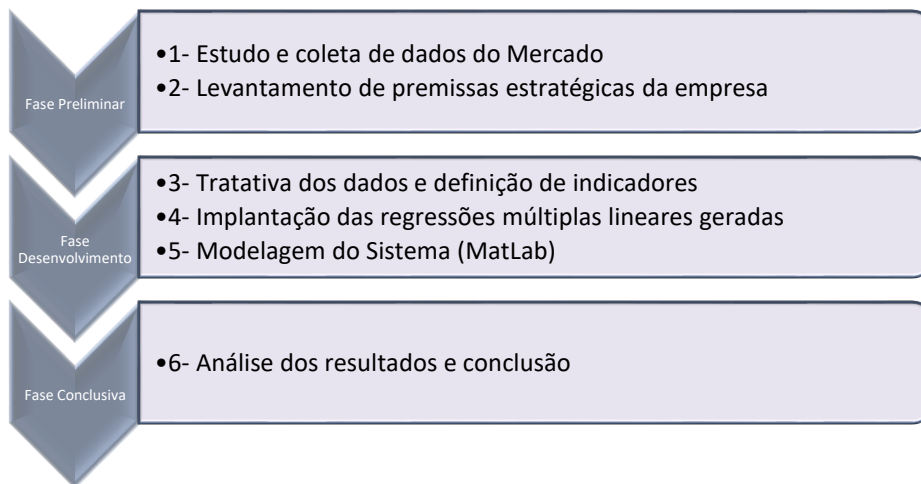 Fase Preliminar
•1- Estudo e coleta de dados do Mercado
•2- Levantamento de premissas estratégicas da empresa
Fase
Desenvolvimento
•3- Tratativa dos dados e definição de indicadores
•4- Implantação das regressões múltiplas lineares geradas
•5- Modelagem do Sistema (MatLab)
Fase Conclusiva
•6- Análise dos resultados e conclusão